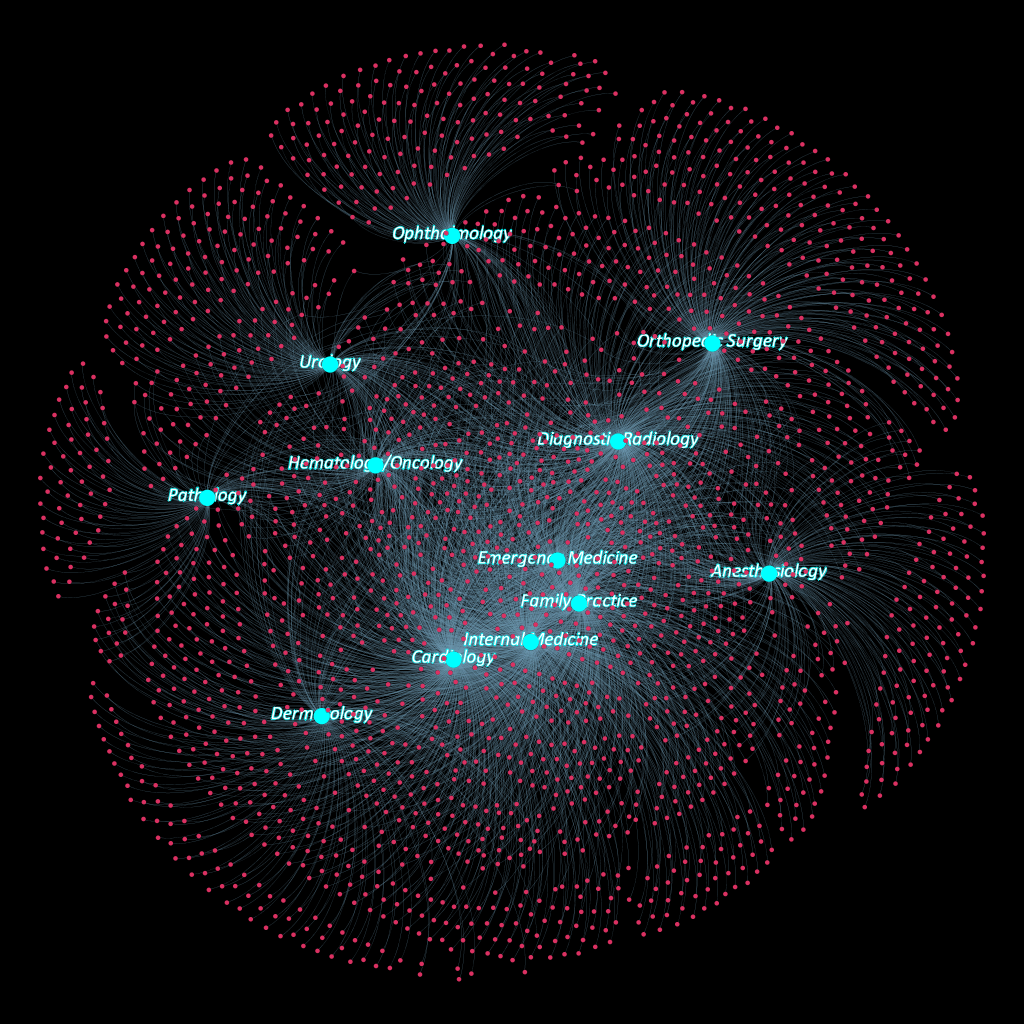 Ophthalmology
Orthopedic Surgery
Urology
Diagnostic Radiology
Hematology/Oncology
Pathology
Emergency Medicine
Anesthesiology
Family Practice
Internal Medicine
Cardiology
Dermatology